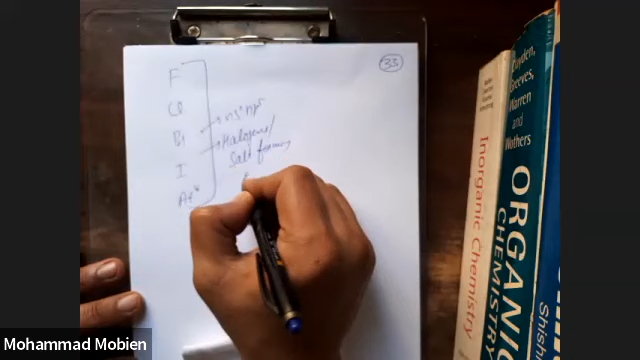 33
F
Cl
Br
I
At*
→ ns² np⁵
→ Halogens/
Salt forming
Inorganic Chemistry
Clayden,
Greeves,
Warren
and
Wothers
ORGANIC
CHEMISTRY
Shish
Mohammad Mobien